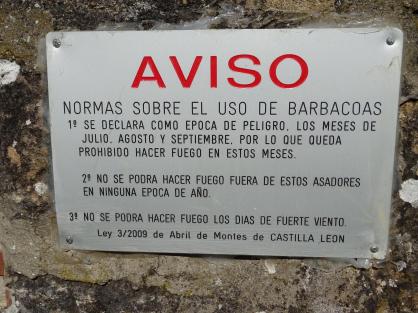 AVISO
NORMAS SOBRE EL USO DE BARBACOAS
1ª SE DECLARA COMO EPOCA DE PELIGRO, LOS MESES DE
JULIO, AGOSTO Y SEPTIEMBRE, POR LO QUE QUEDA
PROHIBIDO HACER FUEGO EN ESTOS MESES.
2ª NO SE PODRA HACER FUEGO FUERA DE ESTOS ASADORES
EN NINGUNA EPOCA DE AÑO.
3ª NO SE PODRA HACER FUEGO LOS DIAS DE FUERTE VIENTO.
Ley 3/2009 de Abril de Montes de CASTILLA LEON